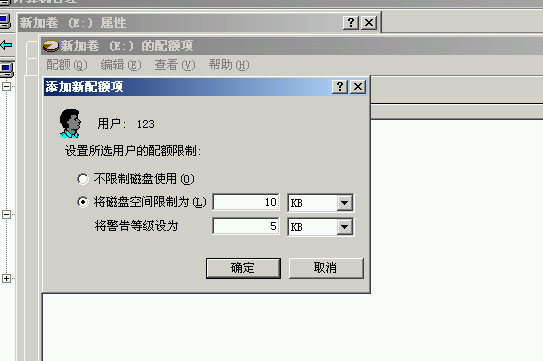 新加卷 (E:) 属性
新加卷 (E:) 的配额项
配额(Q) 编辑(E) 查看(V) 帮助(H)
添加新配额项
用户: 123
设置所选用户的配额限制:
不限制磁盘使用(O)
将磁盘空间限制为(L) 10 KB
将警告等级设为 5 KB
确定 取消